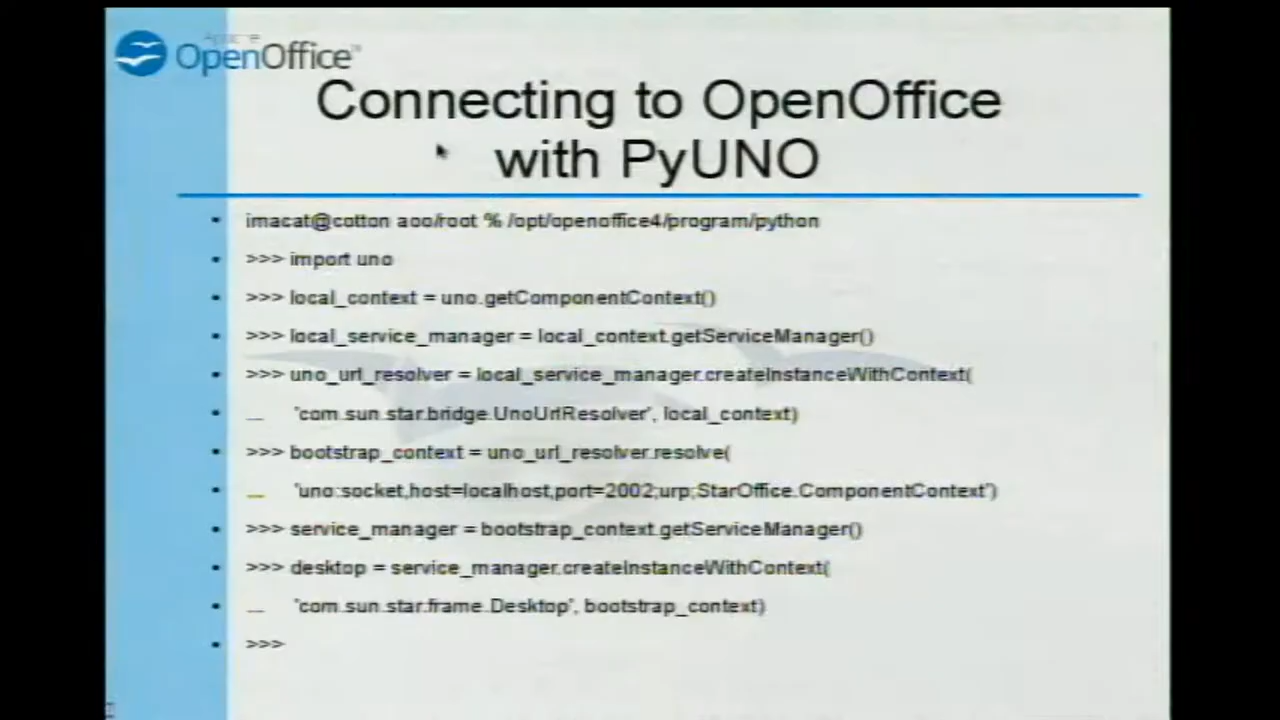 Apache
OpenOffice™
Connecting to OpenOffice
with PyUNO
• imacat@cotton aoo/root % /opt/openoffice4/program/python
• >>> import uno
• >>> local_context = uno.getComponentContext()
• >>> local_service_manager = local_context.getServiceManager()
• >>> uno_url_resolver = local_service_manager.createInstanceWithContext(
• ... 'com.sun.star.bridge.UnoUrlResolver', local_context)
• >>> bootstrap_context = uno_url_resolver.resolve(
• ... 'uno:socket,host=localhost,port=2002;urp;StarOffice.ComponentContext')
• >>> service_manager = bootstrap_context.getServiceManager()
• >>> desktop = service_manager.createInstanceWithContext(
• ... 'com.sun.star.frame.Desktop', bootstrap_context)
• >>>